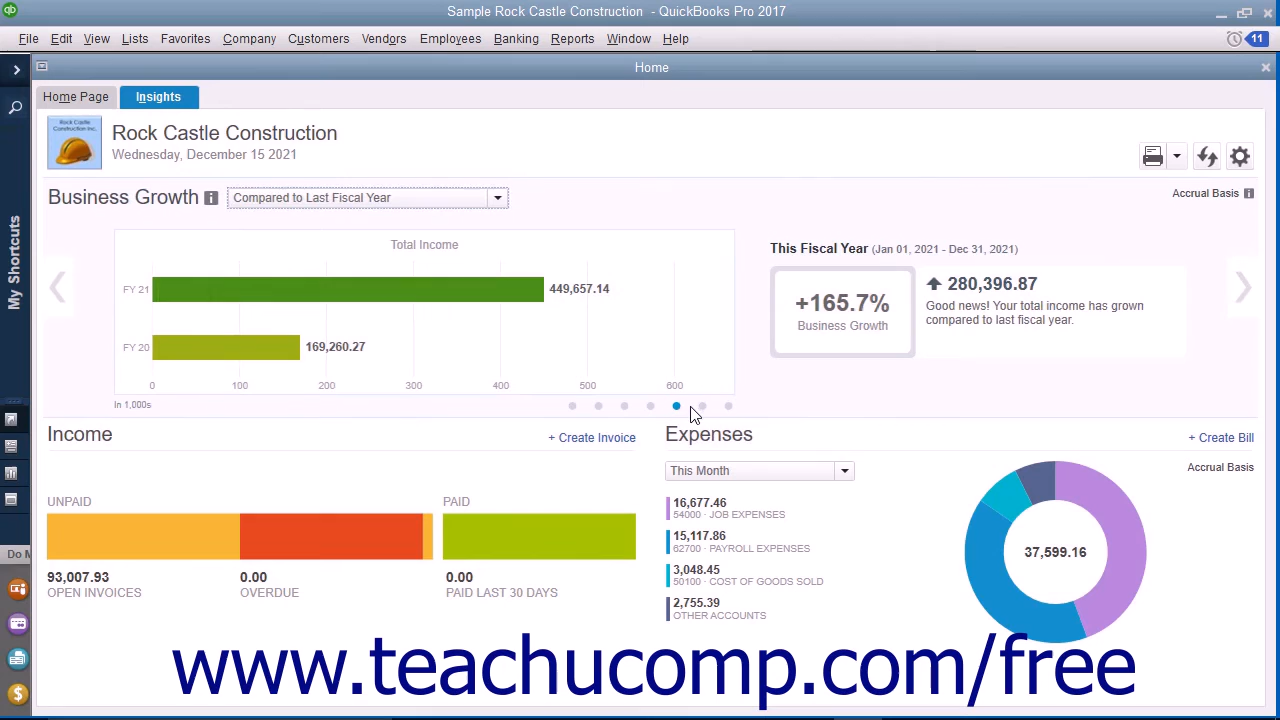 Sample Rock Castle Construction - QuickBooks Pro 2017
File Edit View Lists Favorites Company Customers Vendors Employees Banking Reports Window Help
11
Home
Home Page Insights
Rock Castle
Construction Inc.
Rock Castle Construction
Wednesday, December 15 2021
Business Growth Compared to Last Fiscal Year
Accrual Basis
My Shortcuts
Total Income
FY 21 449,657.14
FY 20 169,260.27
0 100 200 300 400 500 600
In 1,000s
This Fiscal Year (Jan 01, 2021 - Dec 31, 2021)
+165.7%
Business Growth
280,396.87
Good news! Your total income has grown
compared to last fiscal year.
Income
+ Create Invoice
UNPAID
PAID
93,007.93
OPEN INVOICES
0.00
OVERDUE
0.00
PAID LAST 30 DAYS
Expenses
+ Create Bill
This Month
Accrual Basis
16,677.46
54000 · JOB EXPENSES
15,117.86
62700 · PAYROLL EXPENSES
3,048.45
50100 · COST OF GOODS SOLD
2,755.39
OTHER ACCOUNTS
37,599.16
Do M
www.teachucomp.com/free